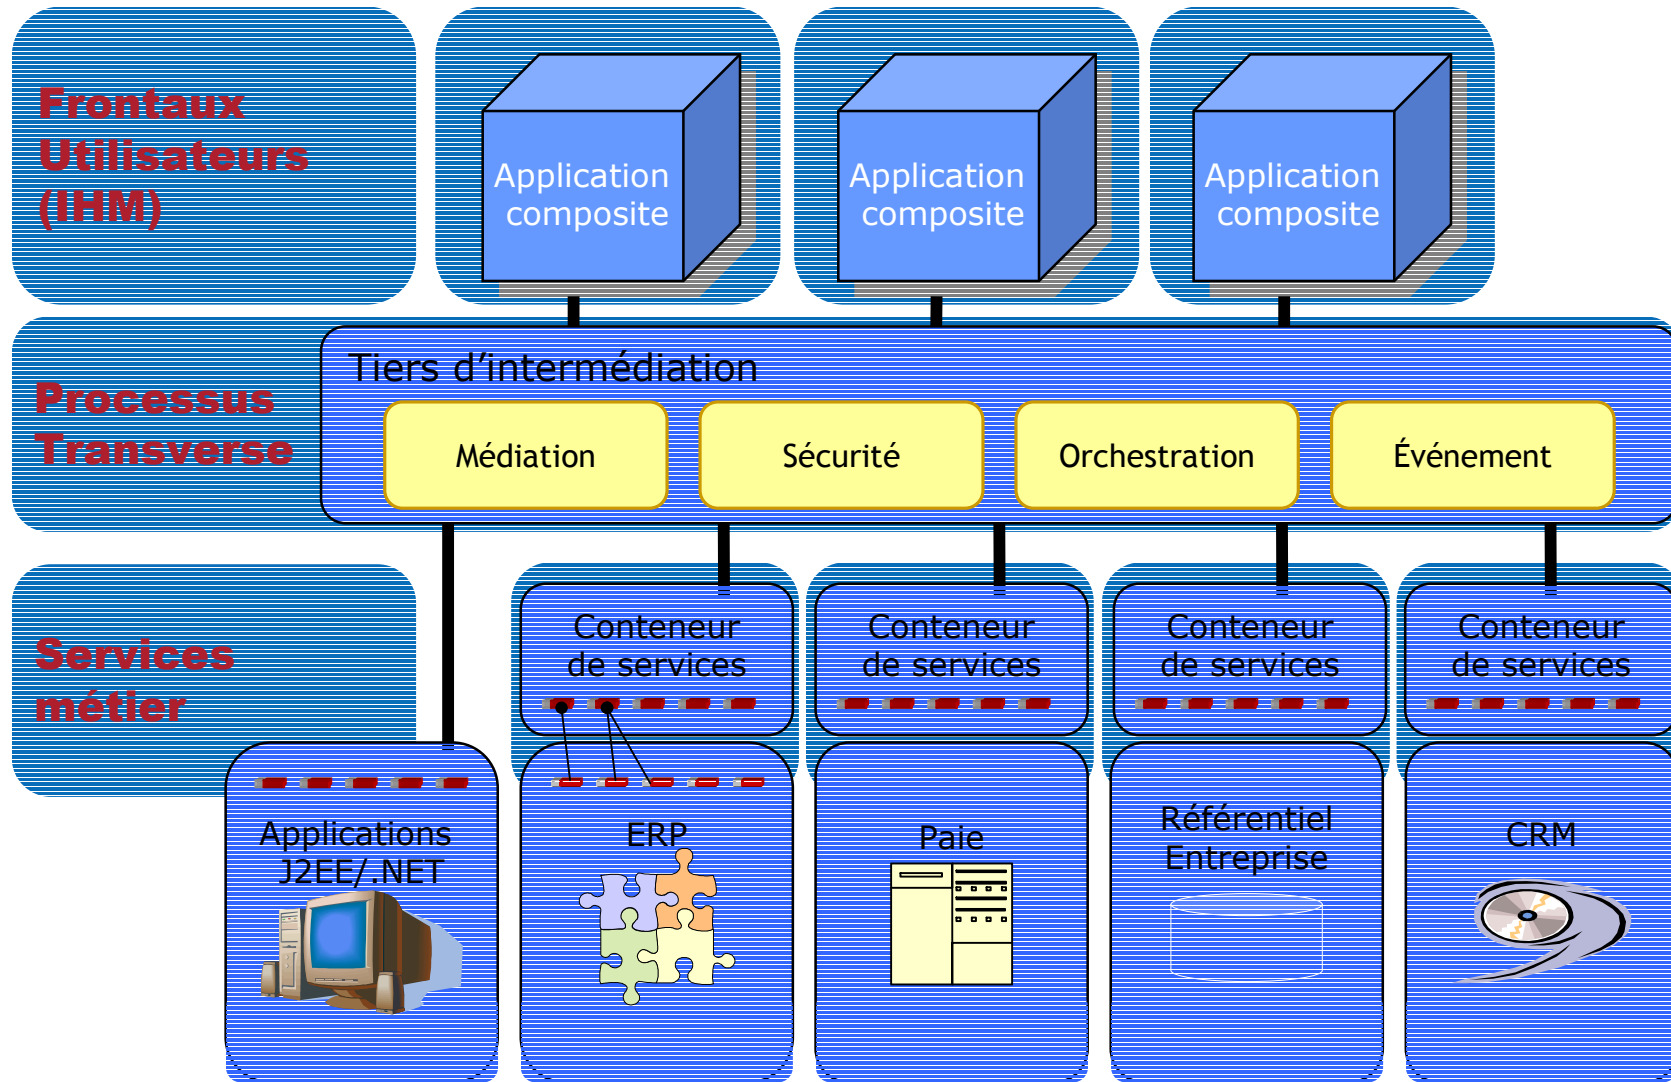 Frontaux
Utilisateurs
(IHM)
Application
composite
Application
composite
Application
composite
Processus
Transverse
Tiers d’intermédiation
Médiation
Sécurité
Orchestration
Événement
Services
métier
Conteneur
de services
Conteneur
de services
Conteneur
de services
Conteneur
de services
Applications
J2EE/.NET
ERP
Paie
Référentiel
Entreprise
CRM